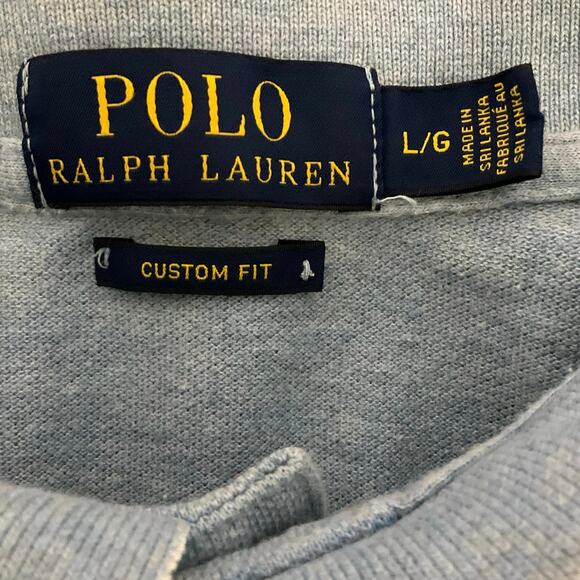 POLO
RALPH LAUREN
L/G
MADE IN
SRI LANKA
FABRIQUÉ AU
SRI LANKA
CUSTOM FIT